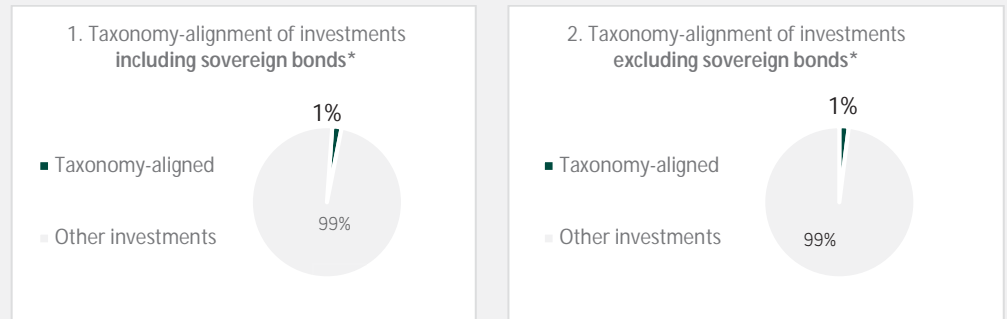 1. Taxonomy-alignment of investments
including sovereign bonds*
1%
Taxonomy-aligned
Other investments
99%
2. Taxonomy-alignment of investments
excluding sovereign bonds*
1%
Taxonomy-aligned
Other investments
99%